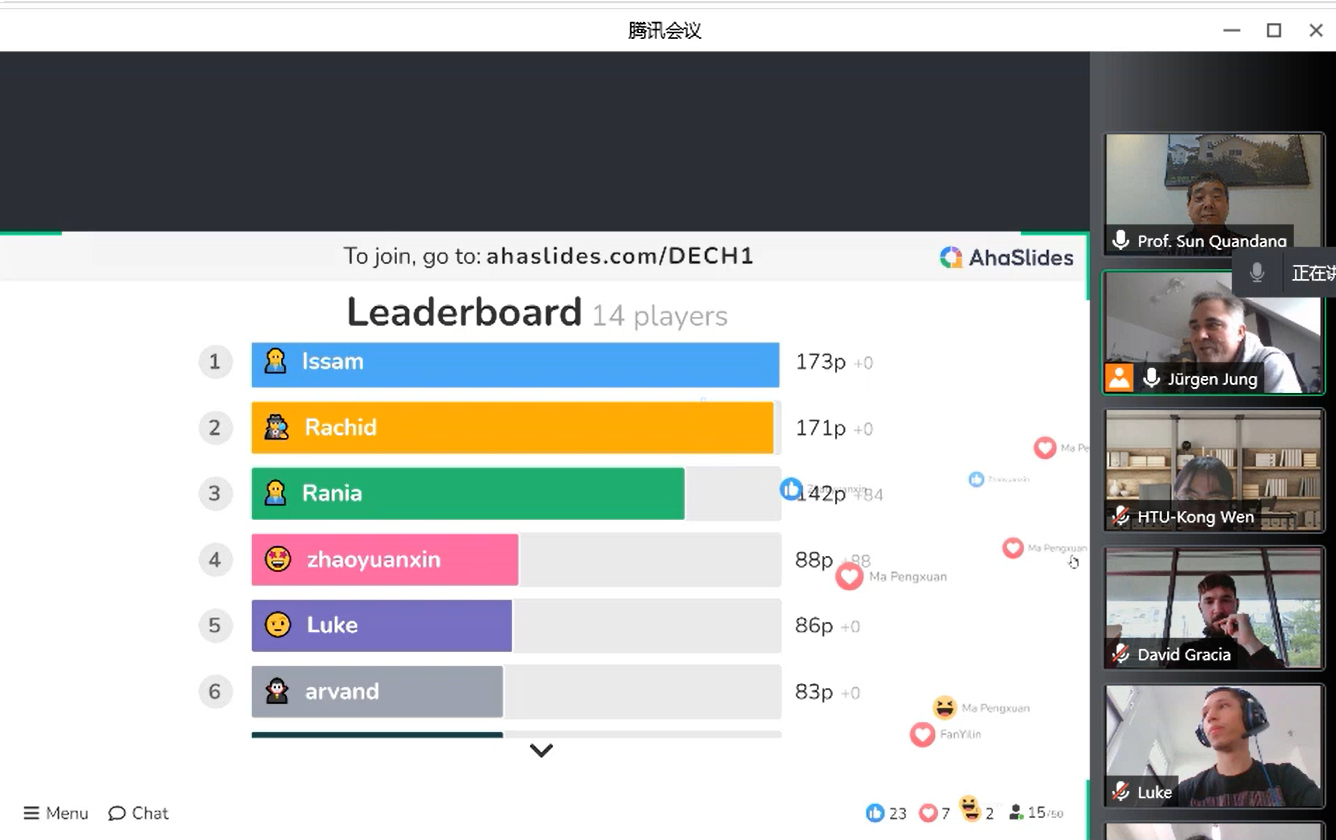 腾讯会议
To join, go to: ahaslides.com/DECH1
AhaSlides
Leaderboard 14 players
1 Issam 173p +0
2 Rachid 171p +0
3 Rania 142p +84
4 zhaoyuanxin 88p +88
5 Luke 86p +0
6 arvand 83p +0
Ma Pe
Zhaoyuanxin
Ma Pengxuan
Ma Pengxuan
Ma Pengxuan
FanYilin
Menu
Chat
23
7
2
15/50
Prof. Sun Quandang
正在讲
Jürgen Jung
HTU-Kong Wen
David Gracia
Luke